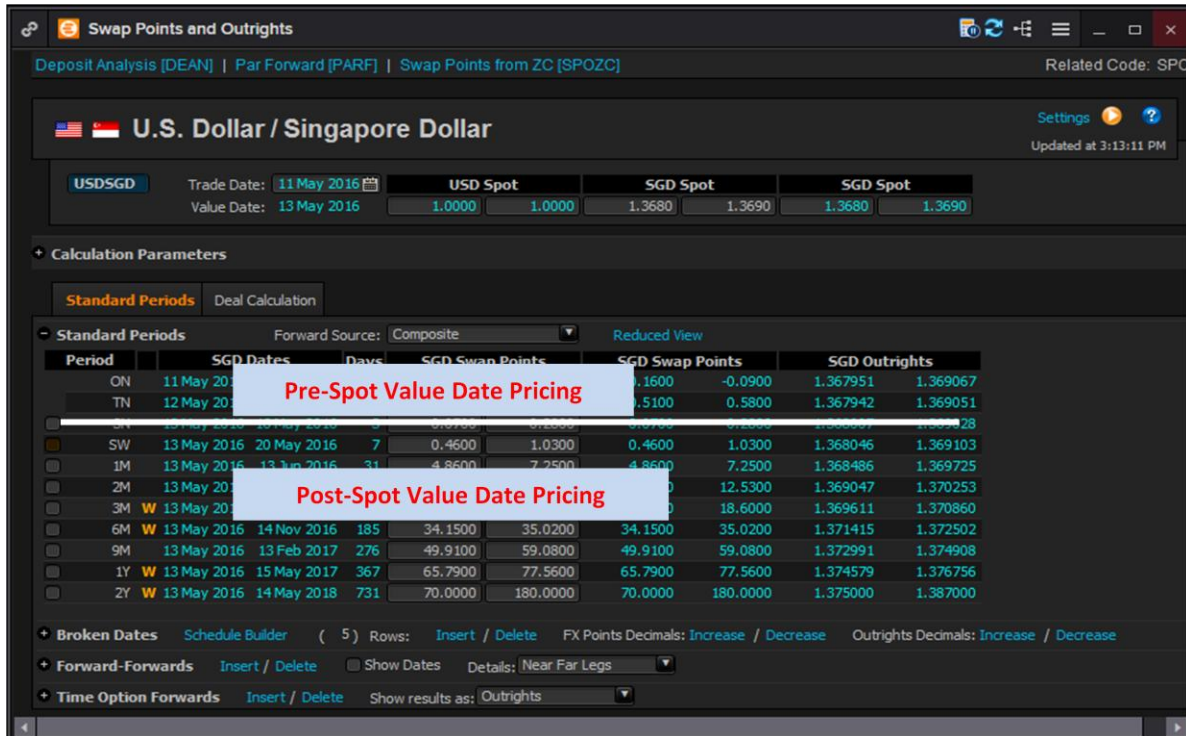 Swap Points and Outrights
Deposit Analysis [DEAN] | Par Forward [PARF] | Swap Points from ZC [SPOZC] Related Code: SPO
U.S. Dollar / Singapore Dollar
Settings
Updated at 3:13:11 PM
USDSGD Trade Date: 11 May 2016 USD Spot SGD Spot SGD Spot
Value Date: 13 May 2016 1.0000 1.0000 1.3680 1.3690 1.3680 1.3690
Calculation Parameters
Standard Periods Deal Calculation
Standard Periods Forward Source: Composite Reduced View
Period SGD Dates Days SGD Swap Points SGD Swap Points SGD Outrights
ON 11 May 201 .1600 -0.0900 1.367951 1.369067
Pre-Spot Value Date Pricing
TN 12 May 201 .5100 0.5800 1.367942 1.369051
SW 13 May 2016 20 May 2016 7 0.4600 1.0300 0.4600 1.0300 1.368046 1.369103
1M 13 May 2016 13 Jun 2016 31 4.8600 7.2500 4.8600 7.2500 1.368486 1.369725
2M 13 May 201 12.5300 1.369047 1.370253
Post-Spot Value Date Pricing
3M W 13 May 201 18.6000 1.369611 1.370860
6M W 13 May 2016 14 Nov 2016 185 34.1500 35.0200 34.1500 35.0200 1.371415 1.372502
9M 13 May 2016 13 Feb 2017 276 49.9100 59.0800 49.9100 59.0800 1.372991 1.374908
1Y W 13 May 2016 15 May 2017 367 65.7900 77.5600 65.7900 77.5600 1.374579 1.376756
2Y W 13 May 2016 14 May 2018 731 70.0000 180.0000 70.0000 180.0000 1.375000 1.387000
Broken Dates Schedule Builder ( 5) Rows: Insert / Delete FX Points Decimals: Increase / Decrease Outrights Decimals: Increase / Decrease
Forward-Forwards Insert / Delete Show Dates Details: Near Far Legs
Time Option Forwards Insert / Delete Show results as: Outrights